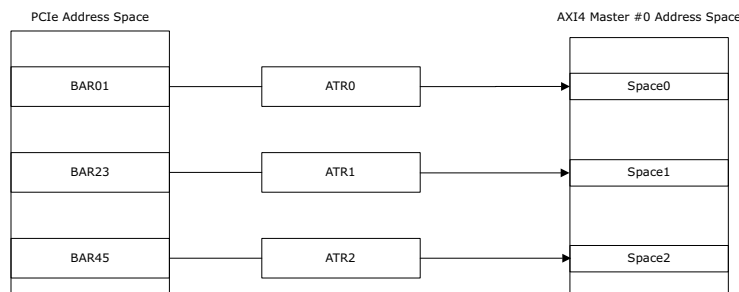 PCIe Address Space
AXI4 Master #0 Address Space
BAR01
ATR0
Space0
BAR23
ATR1
Space1
BAR45
ATR2
Space2